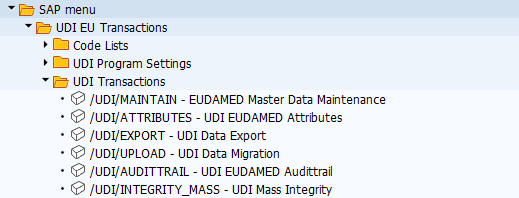 SAP menu
UDI EU Transactions
Code Lists
UDI Program Settings
UDI Transactions
/UDI/MAINTAIN - EUDAMED Master Data Maintenance
/UDI/ATTRIBUTES - UDI EUDAMED Attributes
/UDI/EXPORT - UDI Data Export
/UDI/UPLOAD - UDI Data Migration
/UDI/AUDITTRAIL - UDI EUDAMED Audittrail
/UDI/INTEGRITY_MASS - UDI Mass Integrity